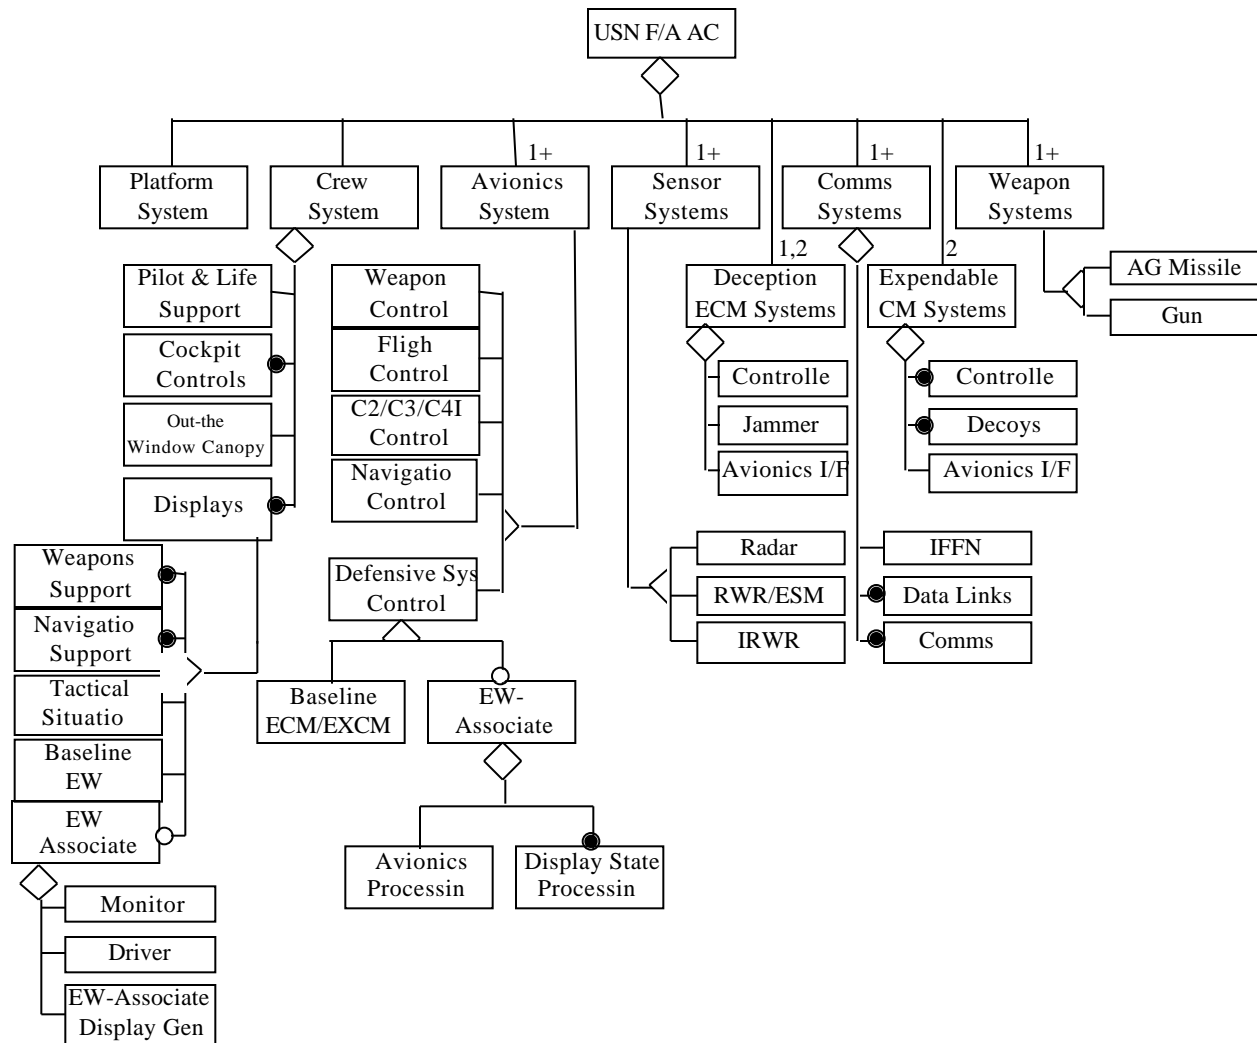 USN F/A AC
1+
1+
1+
1+
Platform
System
Crew
System
Avionics
System
Sensor
Systems
Comms
Systems
Weapon
Systems
1,2
2
Pilot & Life
Support
Cockpit
Controls
Out-the
Window Canopy
Displays
Weapon
Control
Fligh
Control
C2/C3/C4I
Control
Navigatio
Control
Defensive Sys
Control
Deception
ECM Systems
Controlle
Jammer
Avionics I/F
Expendable
CM Systems
Controlle
Decoys
Avionics I/F
AG Missile
Gun
Radar
RWR/ESM
IRWR
IFFN
Data Links
Comms
Weapons
Support
Navigatio
Support
Tactical
Situatio
Baseline
EW
EW
Associate
Baseline
ECM/EXCM
EW-
Associate
Avionics
Processin
Display State
Processin
Monitor
Driver
EW-Associate
Display Gen